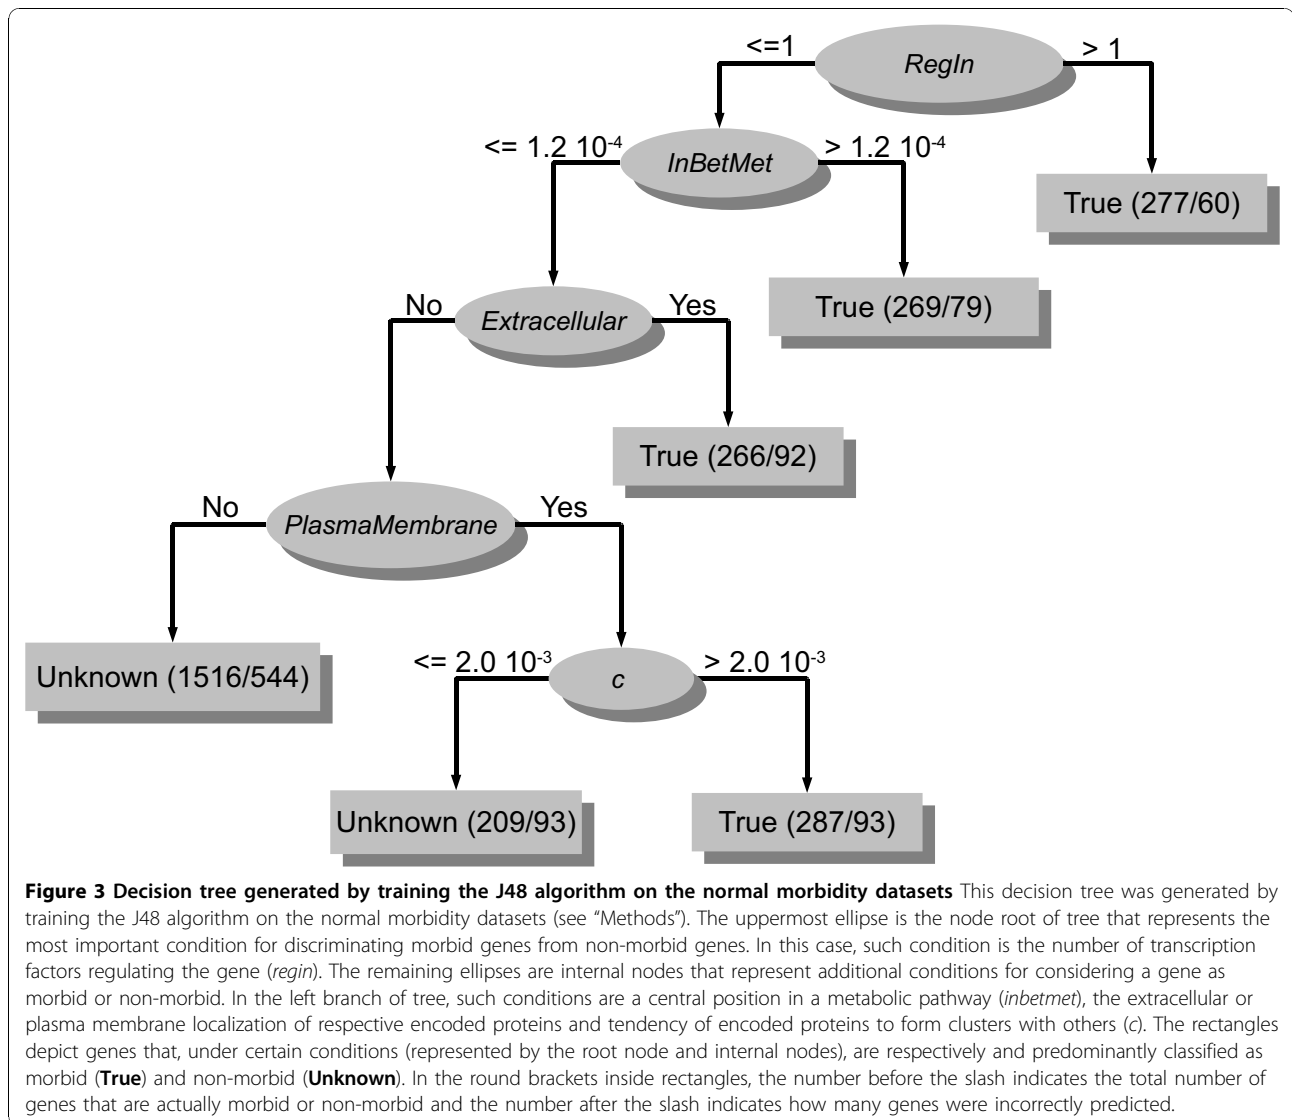 <=1
RegIn
> 1
<= 1.2 10-4
InBetMet
> 1.2 10-4
True (277/60)
No
Extracellular
Yes
True (269/79)
True (266/92)
No
PlasmaMembrane
Yes
Unknown (1516/544)
<= 2.0 10-3
c
> 2.0 10-3
Unknown (209/93)
True (287/93)
Figure 3 Decision tree generated by training the J48 algorithm on the normal morbidity datasets This decision tree was generated by
training the J48 algorithm on the normal morbidity datasets (see “Methods”). The uppermost ellipse is the node root of tree that represents the
most important condition for discriminating morbid genes from non-morbid genes. In this case, such condition is the number of transcription
factors regulating the gene (regin). The remaining ellipses are internal nodes that represent additional conditions for considering a gene as
morbid or non-morbid. In the left branch of tree, such conditions are a central position in a metabolic pathway (inbetmet), the extracellular or
plasma membrane localization of respective encoded proteins and tendency of encoded proteins to form clusters with others (c). The rectangles
depict genes that, under certain conditions (represented by the root node and internal nodes), are respectively and predominantly classified as
morbid (True) and non-morbid (Unknown). In the round brackets inside rectangles, the number before the slash indicates the total number of
genes that are actually morbid or non-morbid and the number after the slash indicates how many genes were incorrectly predicted.